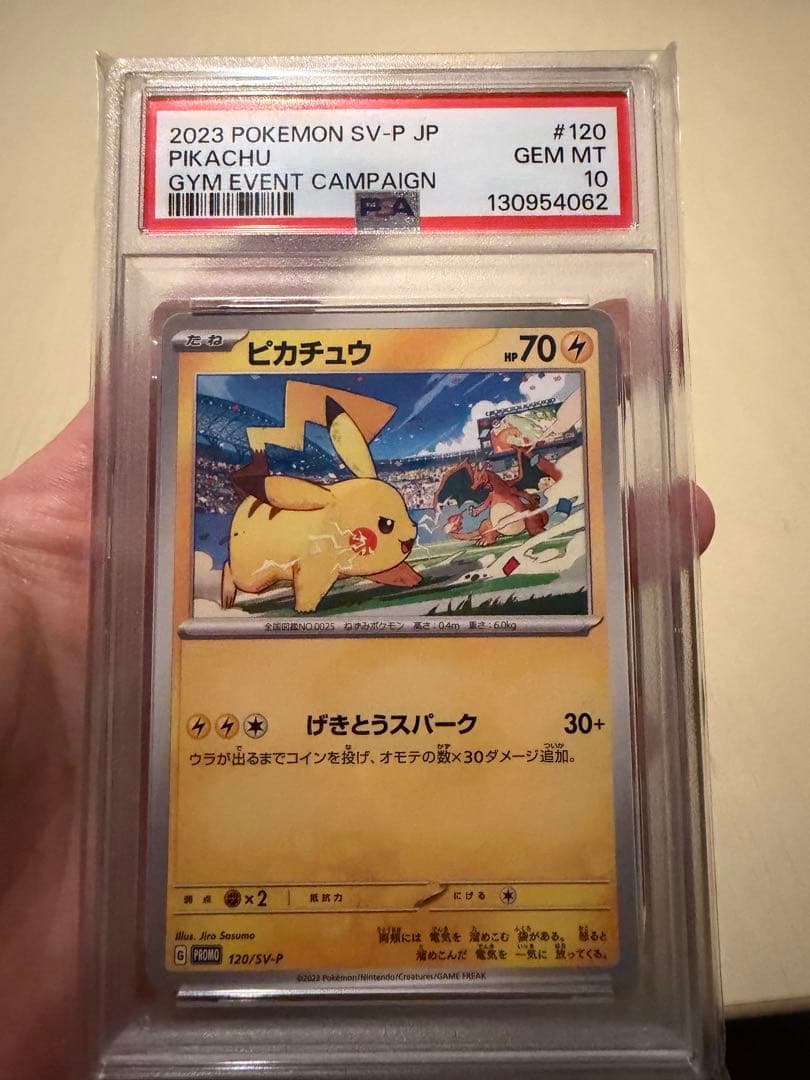 2023 POKEMON SV-P JP #120
PIKACHU GEM MT
GYM EVENT CAMPAIGN 10
PSA 130954062
たね ピカチュウ HP70
全国図鑑NO.0025 ねずみポケモン 高さ:0.4m 重さ:6.0kg
げきとうスパーク 30+
ウラが出るまでコインを投げ、オモテの数×30ダメージ追加。
弱点 ×2 抵抗力 にげる
Illus. Jiro Sasumo
両頬には 電気を 溜めこむ 袋がある。 怒ると
G PROMO 120/SV-P
溜めこんだ 電気を 一気に 放ってくる。
©2023 Pokémon/Nintendo/Creatures/GAME FREAK